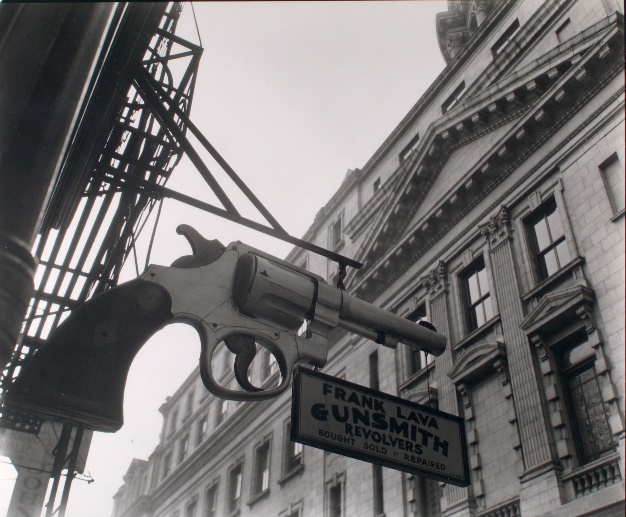 FRANK LAVA
GUNSMITH
REVOLVERS
BOUGHT SOLD & REPAIRED